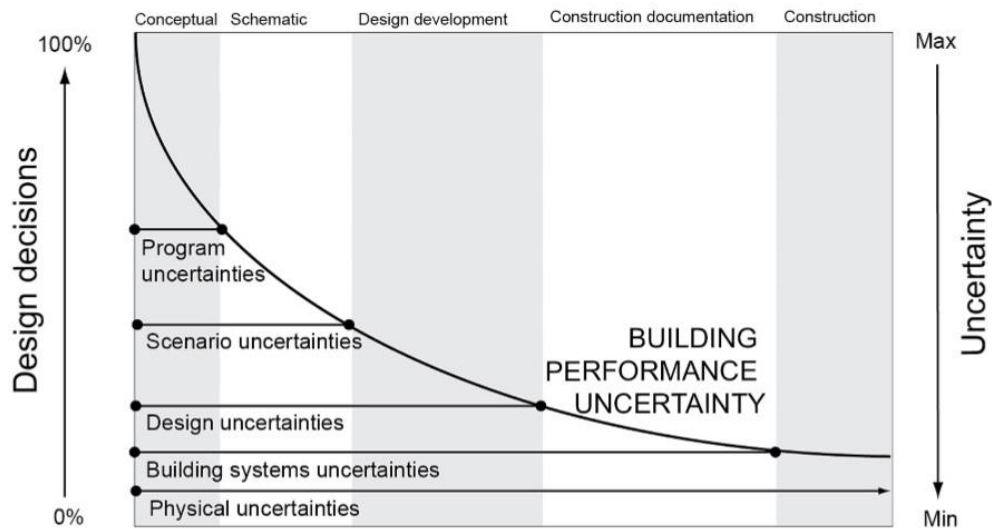 Conceptual
Schematic
Design development
Construction documentation
Construction
100%
Max
Design decisions
Uncertainty
Program
uncertainties
Scenario uncertainties
BUILDING
PERFORMANCE
UNCERTAINTY
Design uncertainties
Building systems uncertainties
Physical uncertainties
0%
Min